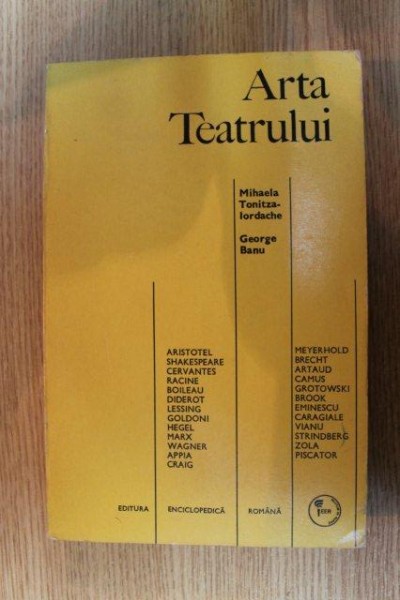 Arta
Teatrului
Mihaela
Tonitza-
Iordache
George
Banu
ARISTOTEL
SHAKESPEARE
CERVANTES
RACINE
BOILEAU
DIDEROT
LESSING
GOLDONI
HEGEL
MARX
WAGNER
APPIA
CRAIG
MEYERHOLD
BRECHT
ARTAUD
CAMUS
GROTOWSKI
BROOK
EMINESCU
CARAGIALE
VIANU
STRINDBERG
ZOLA
PISCATOR
EDITURA ENCICLOPEDICĂ ROMÂNĂ